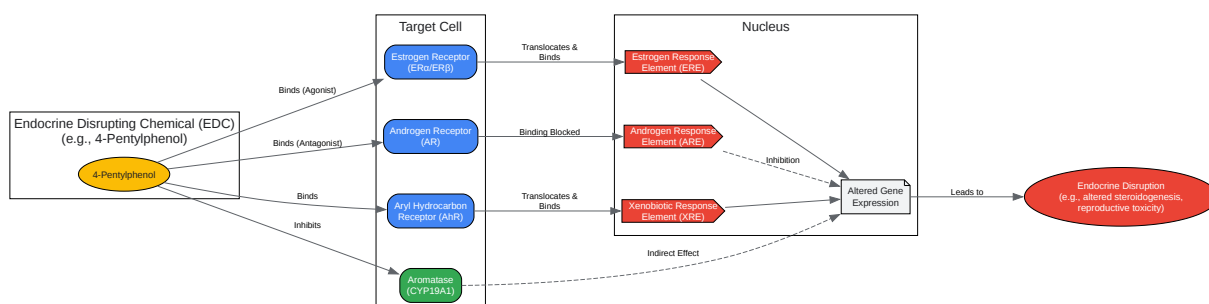 Endocrine Disrupting Chemical (EDC)
(e.g., 4-Pentylphenol)
4-Pentylphenol
Binds (Agonist)
Binds (Antagonist)
Binds
Inhibits
Target Cell
Estrogen Receptor
(ERα/ERβ)
Androgen Receptor
(AR)
Aryl Hydrocarbon
Receptor (AhR)
Aromatase
(CYP19A1)
Translocates &
Binds
Binding Blocked
Translocates &
Binds
Indirect Effect
Nucleus
Estrogen Response
Element (ERE)
Androgen Response
Element (ARE)
Xenobiotic Response
Element (XRE)
Inhibition
Altered Gene
Expression
Leads to
Endocrine Disruption
(e.g., altered steroidogenesis,
reproductive toxicity)